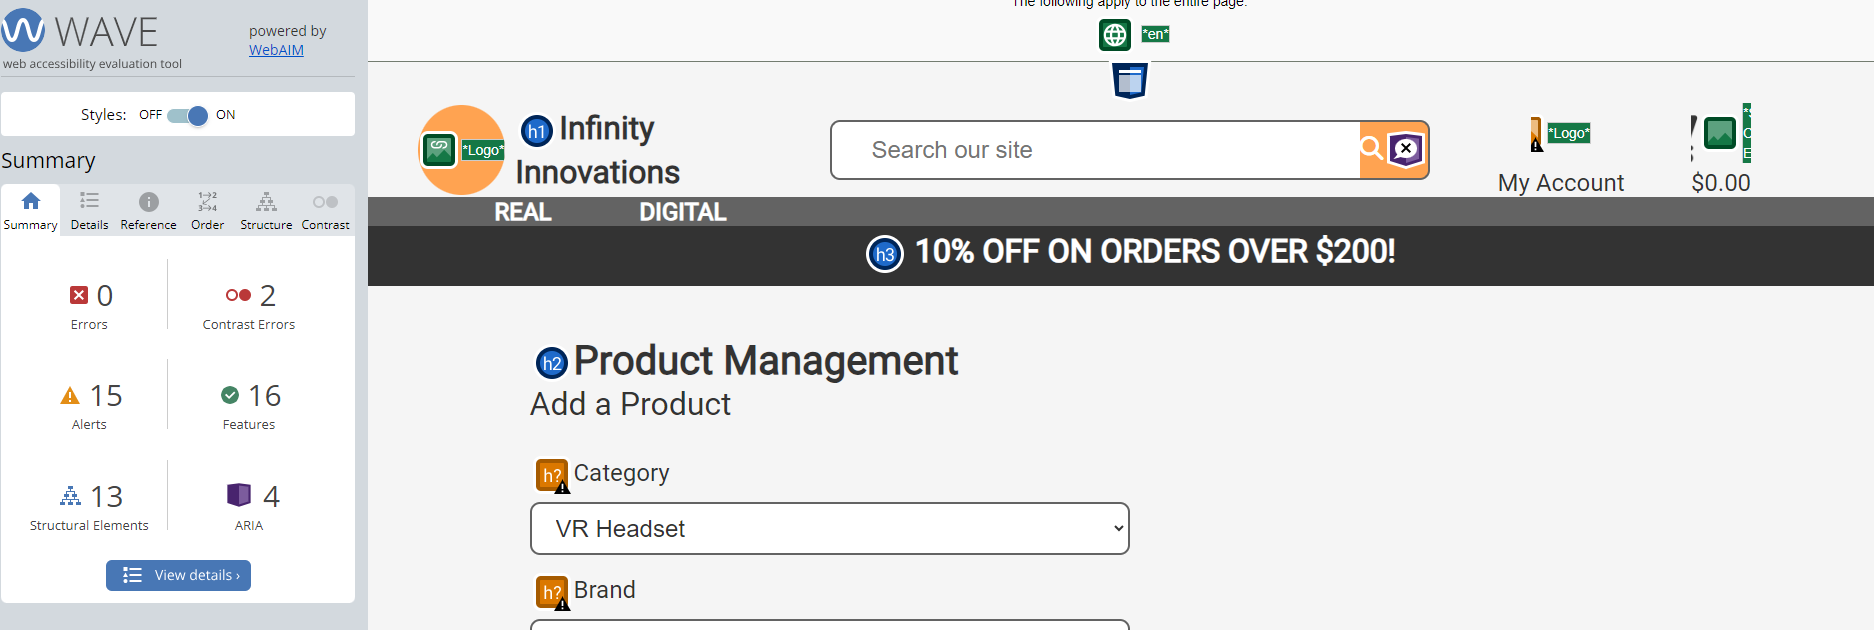 WAVE
powered by
WebAIM
web accessibility evaluation tool
Styles: OFF ON
Summary
Summary Details Reference Order Structure Contrast
0
Errors
2
Contrast Errors
15
Alerts
16
Features
13
Structural Elements
4
ARIA
View details ›
The following apply to the entire page:
*en*
*Logo*
h1 Infinity
Innovations
Search our site
*Logo*
My Account
$0.00
REAL DIGITAL
h3 10% OFF ON ORDERS OVER $200!
h2 Product Management
Add a Product
h? Category
VR Headset
h? Brand